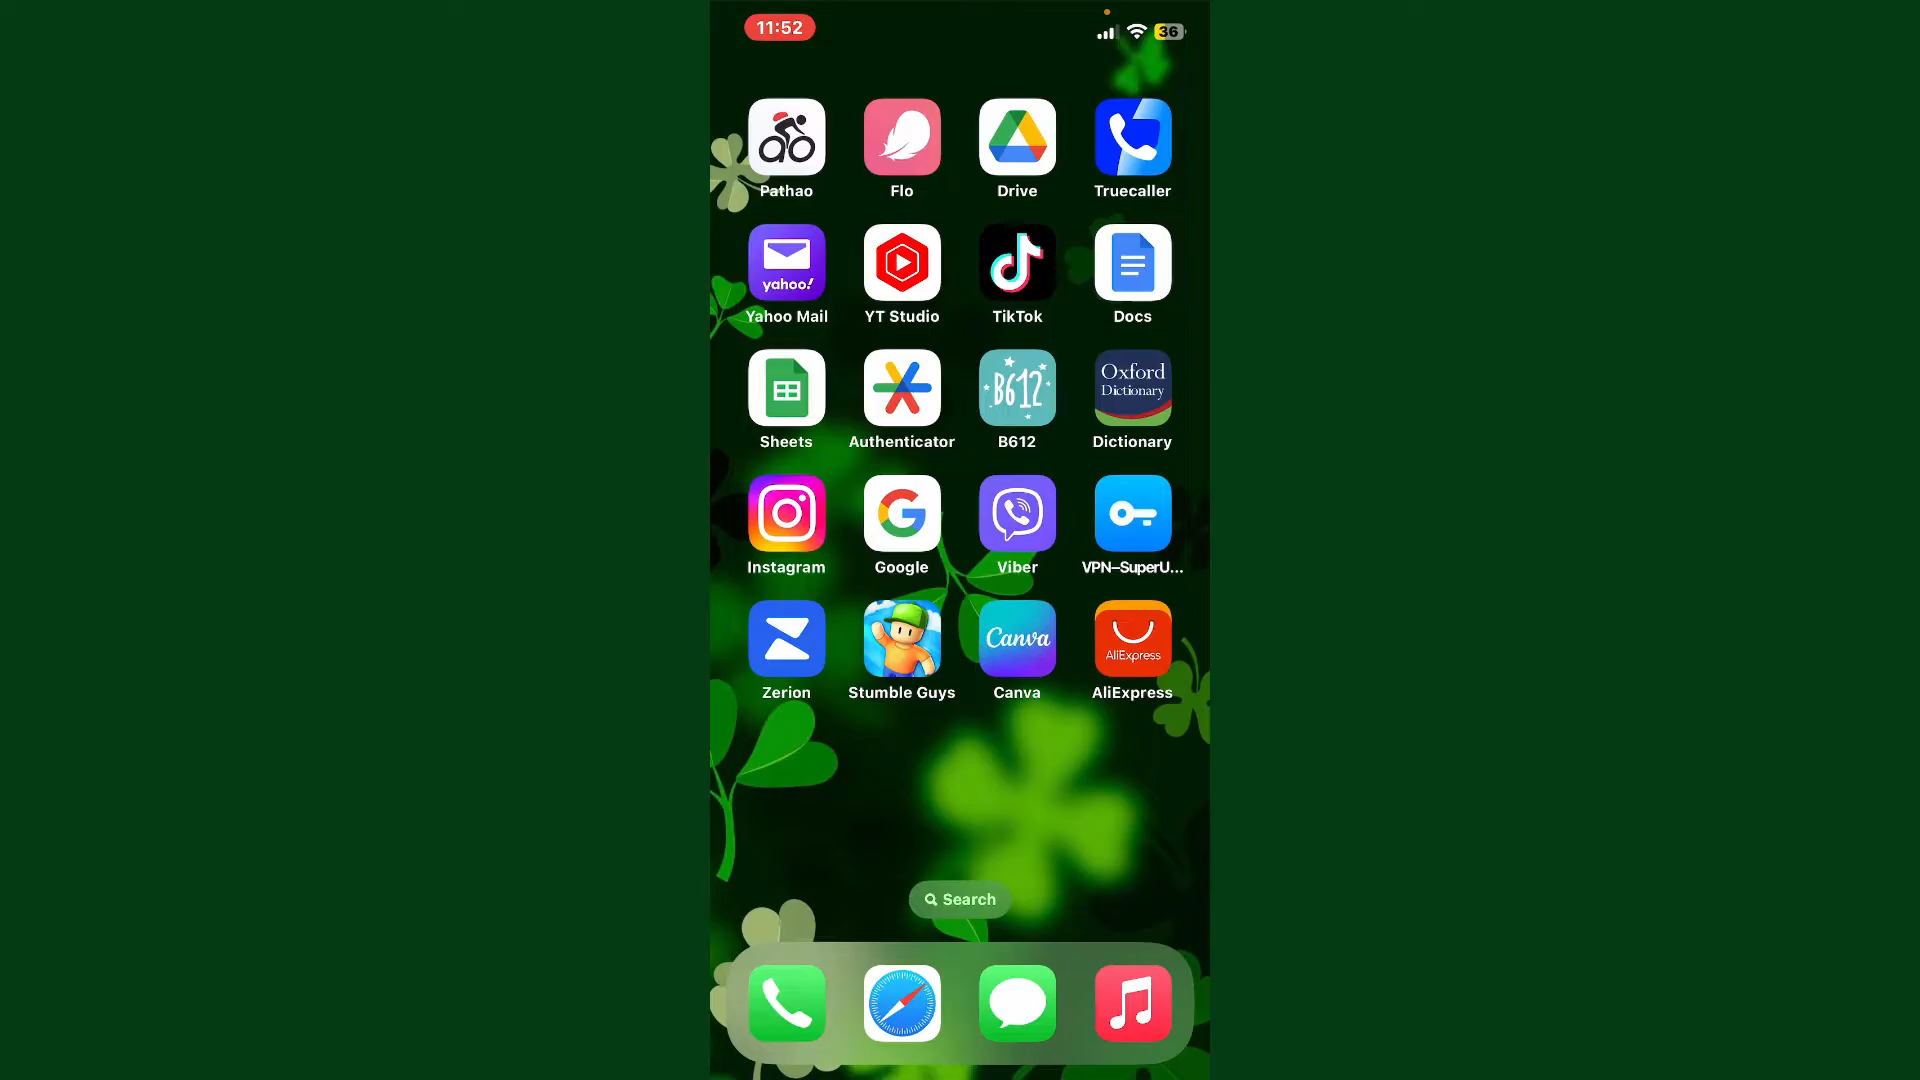 11:52
36
Pathao Flo Drive Truecaller
yahoo!
Yahoo Mail YT Studio TikTok Docs
B612
Oxford
Dictionary
Sheets Authenticator B612 Dictionary
Instagram Google Viber VPN–SuperU...
Canva
AliExpress
Zerion Stumble Guys Canva AliExpress
Search